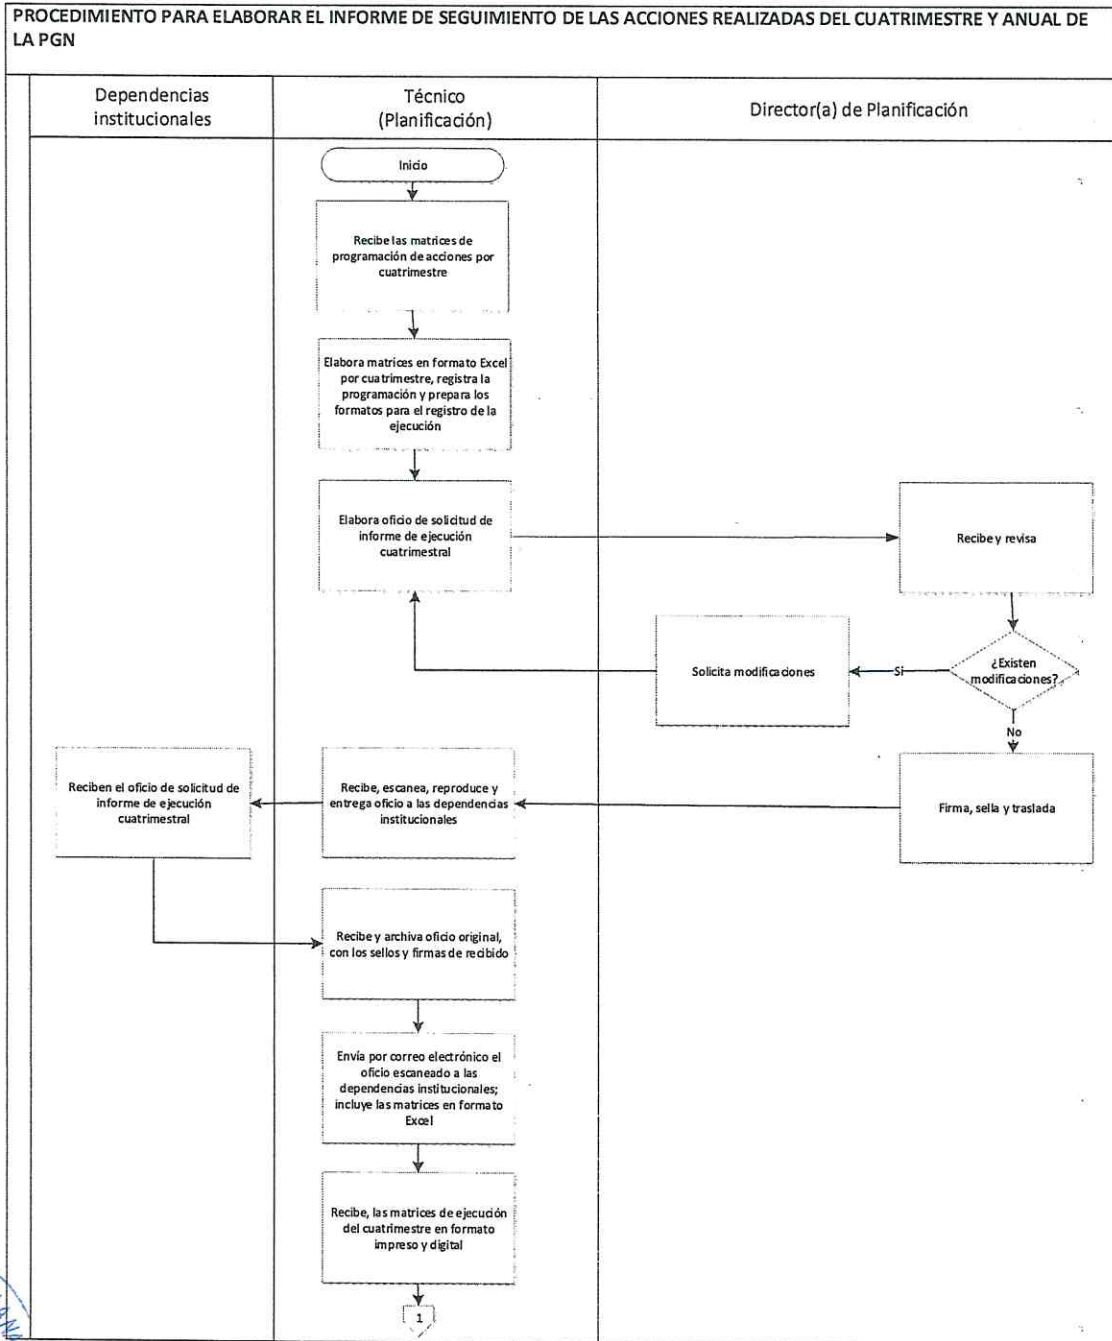 PROCEDIMIENTO PARA ELABORAR EL INFORME DE SEGUIMIENTO DE LAS ACCIONES REALIZADAS DEL CUATRIMESTRE Y ANUAL DE
LA PGN
Dependencias
institucionales
Técnico
(Planificación)
Director(a) de Planificación
Inicio
Recibe las matrices de
programación de acciones por
cuatrimestre
Elabora matrices en formato Excel
por cuatrimestre, registra la
programación y prepara los
formatos para el registro de la
ejecución
Elabora oficio de solicitud de
informe de ejecución
cuatrimestral
Recibe y revisa
¿Existen
modificaciones?
Sí
Solicita modificaciones
No
Firma, sella y traslada
Recibe, escanea, reproduce y
entrega oficio a las dependencias
institucionales
Reciben el oficio de solicitud de
informe de ejecución
cuatrimestral
Recibe y archiva oficio original,
con los sellos y firmas de recibido
Envía por correo electrónico el
oficio escaneado a las
dependencias institucionales;
incluye las matrices en formato
Excel
Recibe, las matrices de ejecución
del cuatrimestre en formato
impreso y digital
1